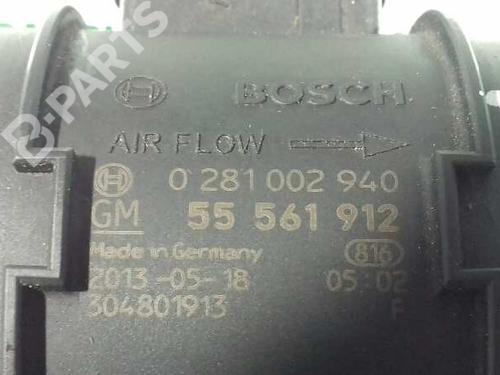 B-PARTS
BOSCH
AIR FLOW
0 281 002 940
GM 55 561 912
Made in Germany 816
2013-05-18 05:02
304801913 F